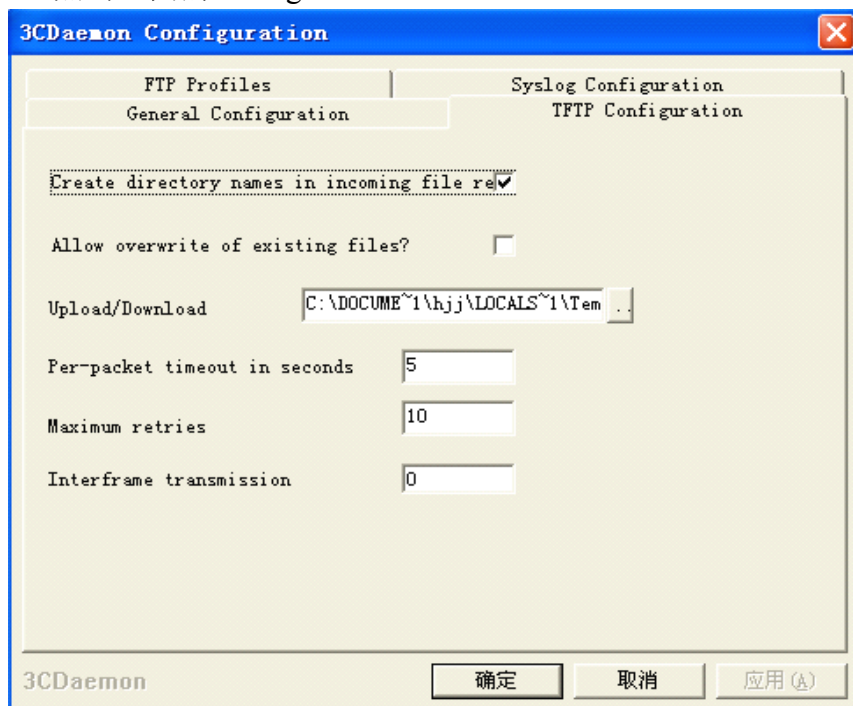 3CDaemon Configuration
FTP Profiles
Syslog Configuration
General Configuration
TFTP Configuration
Create directory names in incoming file re
Allow overwrite of existing files?
Upload/Download
C:\DOCUME~1\hjj\LOCALS~1\Tem
..
Per-packet timeout in seconds
5
Maximum retries
10
Interframe transmission
0
3CDaemon
确定
取消
应用(A)